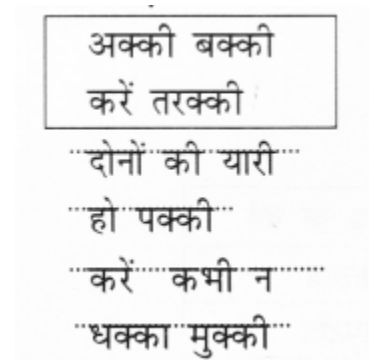 अक्की बक्की
करें तरक्की
दोनों की यारी
हो पक्की
करें कभी न
धक्का मुक्की